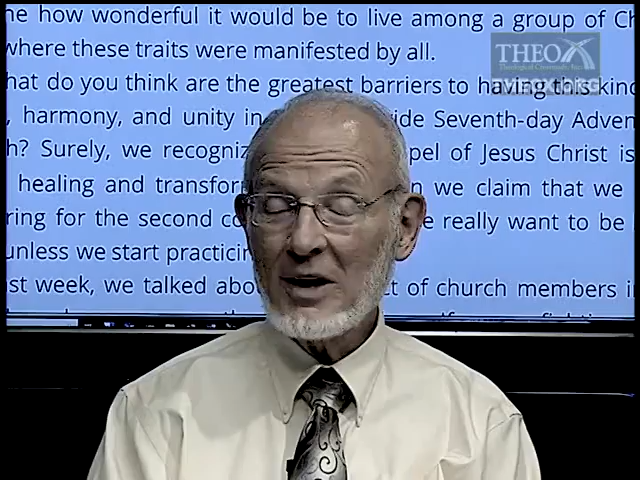 ne how wonderful it would be to live among a group of Ch
where these traits were manifested by all.
hat do you think are the greatest barriers to having this kind
, harmony, and unity in ide Seventh-day Adven
h? Surely, we recogniz pel of Jesus Christ is
healing and transfor n we claim that we
ring for the second co e really want to be
unless we start practicin
st week, we talked abo t of church members in
THEOX